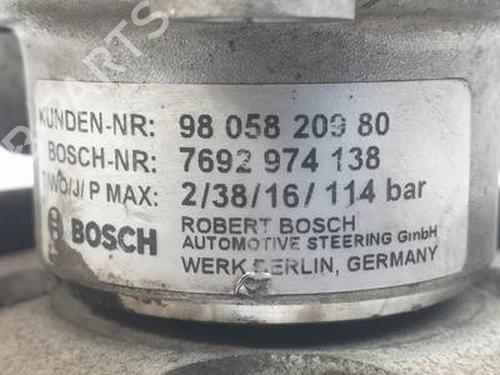 KUNDEN-NR: 98 058 209 80
BOSCH-NR: 7692 974 138
T/WO/J/P MAX: 2/38/16/ 114 bar
BOSCH
ROBERT BOSCH
AUTOMOTIVE STEERING GmbH
WERK BERLIN, GERMANY